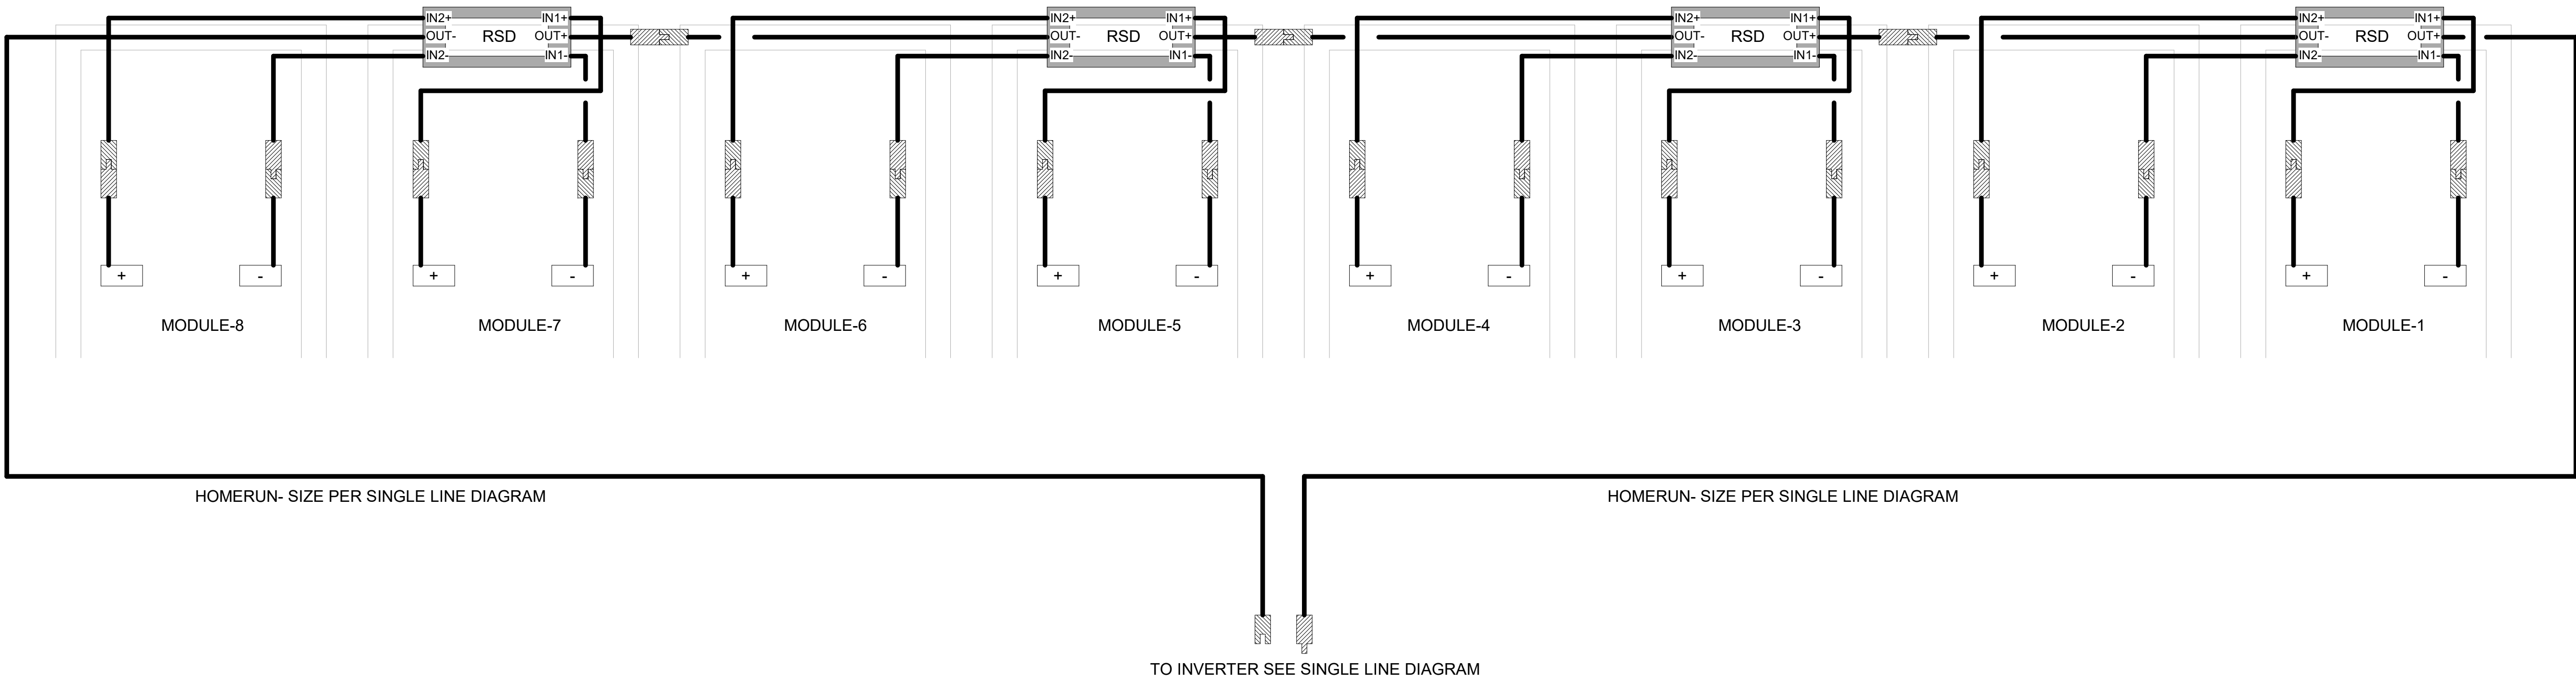 IN2+ IN1+ IN2+ IN1+ IN2+ IN1+ IN2+ IN1+
OUT- RSD OUT+ OUT- RSD OUT+ OUT- RSD OUT+ OUT- RSD OUT+
IN2- IN1- IN2- IN1- IN2- IN1- IN2- IN1-
+ - + - + - + - + - + - + - + -
MODULE-8 MODULE-7 MODULE-6 MODULE-5 MODULE-4 MODULE-3 MODULE-2 MODULE-1
HOMERUN- SIZE PER SINGLE LINE DIAGRAM HOMERUN- SIZE PER SINGLE LINE DIAGRAM
TO INVERTER SEE SINGLE LINE DIAGRAM